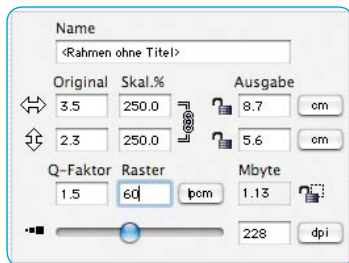 Name
<Rahmen ohne Titel>
Original Skal.% Ausgabe
3.5 250.0 8.7 cm
2.3 250.0 5.6 cm
Q-Faktor Raster Mbyte
1.5 60 lpcm 1.13
228 dpi